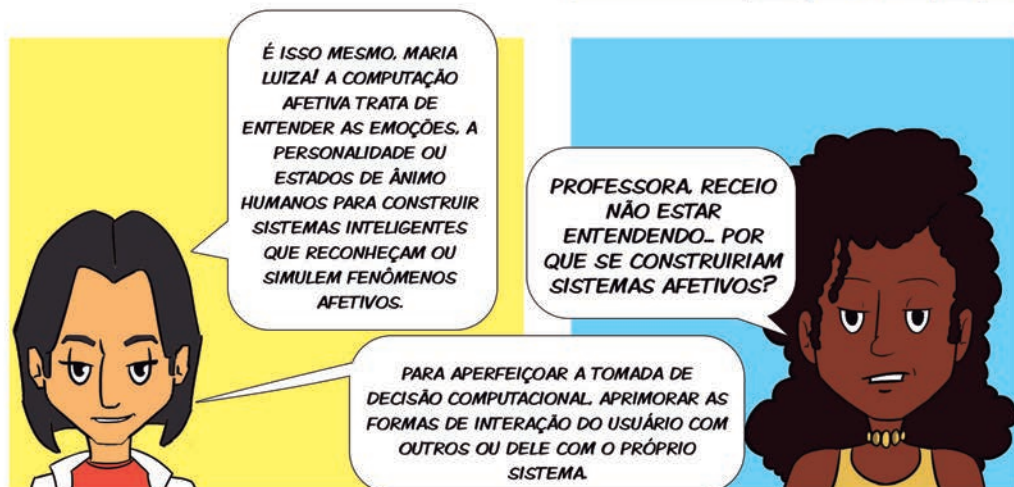 É ISSO MESMO, MARIA
LUIZA! A COMPUTAÇÃO
AFETIVA TRATA DE
ENTENDER AS EMOÇÕES, A
PERSONALIDADE OU
ESTADOS DE ÂNIMO
HUMANOS PARA CONSTRUIR
SISTEMAS INTELIGENTES
QUE RECONHEÇAM OU
SIMULEM FENÔMENOS
AFETIVOS.
PROFESSORA, RECEIO
NÃO ESTAR
ENTENDENDO... POR
QUE SE CONSTRUIRIAM
SISTEMAS AFETIVOS?
PARA APERFEIÇOAR A TOMADA DE
DECISÃO COMPUTACIONAL, APRIMORAR AS
FORMAS DE INTERAÇÃO DO USUÁRIO COM
OUTROS OU DELE COM O PRÓPRIO
SISTEMA.